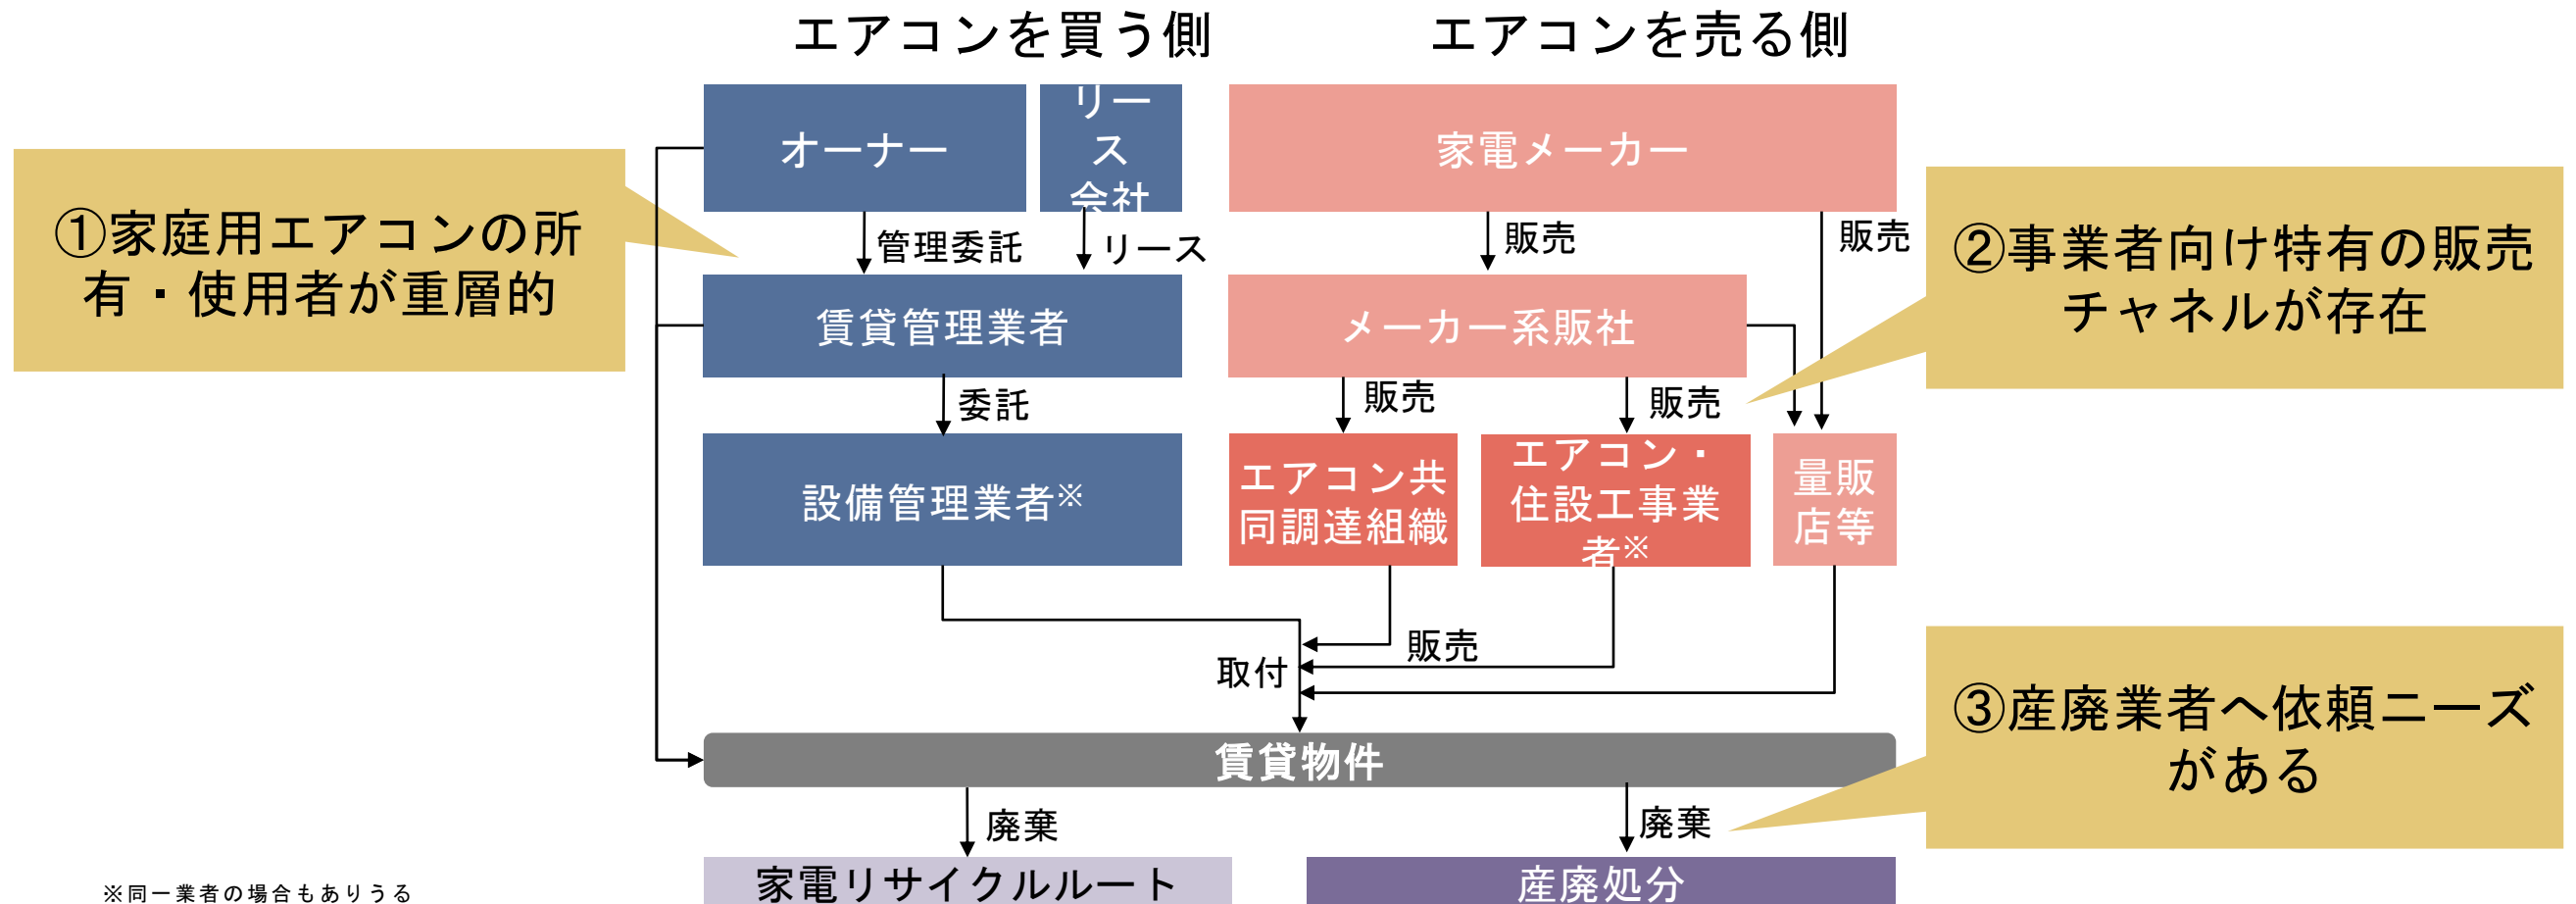 エアコンを買う側
エアコンを売る側
オーナー
リー
ス
会社
家電メーカー
①家庭用エアコンの所
有・使用者が重層的
管理委託
リース
販売
販売
②事業者向け特有の販売
チャネルが存在
賃貸管理業者
メーカー系販社
委託
販売
販売
設備管理業者※
エアコン共
同調達組織
エアコン・
住設工事業
者※
量販
店等
取付
販売
③産廃業者へ依頼ニーズ
がある
賃貸物件
廃棄
廃棄
家電リサイクルルート
産廃処分
※同一業者の場合もありうる